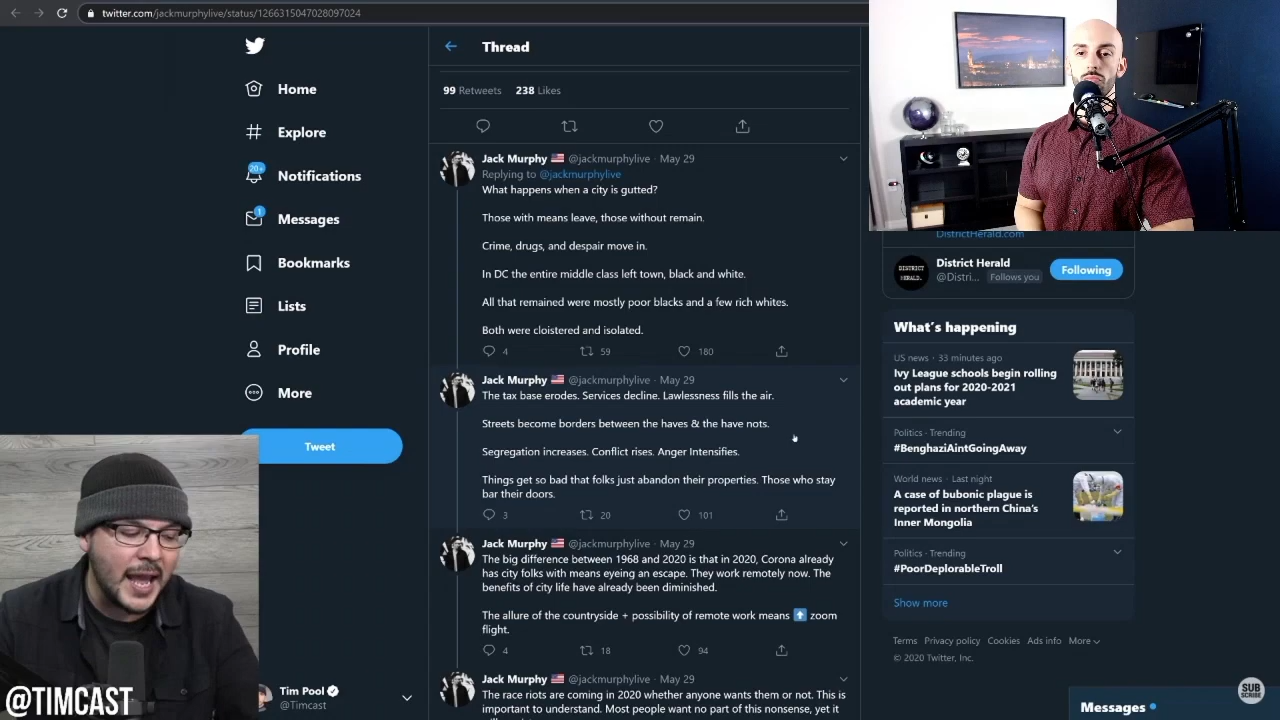 twitter.com/jackmurphylive/status/1266315047028097024
Home
Explore
20+
Notifications
1
Messages
Bookmarks
Lists
Profile
More
Tweet
Tim Pool
@Timcast
@TIMCAST
Thread
99 Retweets 238 Likes
Jack Murphy @jackmurphylive · May 29
Replying to @jackmurphylive
What happens when a city is gutted?
Those with means leave, those without remain.
Crime, drugs, and despair move in.
In DC the entire middle class left town, black and white.
All that remained were mostly poor blacks and a few rich whites.
Both were cloistered and isolated.
4 59 180
Jack Murphy @jackmurphylive · May 29
The tax base erodes. Services decline. Lawlessness fills the air.
Streets become borders between the haves & the have nots.
Segregation increases. Conflict rises. Anger Intensifies.
Things get so bad that folks just abandon their properties. Those who stay
bar their doors.
3 20 101
Jack Murphy @jackmurphylive · May 29
The big difference between 1968 and 2020 is that in 2020, Corona already
has city folks with means eyeing an escape. They work remotely now. The
benefits of city life have already been diminished.
The allure of the countryside + possibility of remote work means ⬆️ zoom
flight.
4 18 94
Jack Murphy @jackmurphylive · May 29
The race riots are coming in 2020 whether anyone wants them or not. This is
important to understand. Most people want no part of this nonsense, yet it
DistrictHerald.com
DISTRICT
HERALD.
District Herald
@Distri... Follows you
Following
What's happening
US news · 33 minutes ago
Ivy League schools begin rolling
out plans for 2020-2021
academic year
Politics · Trending
#BenghaziAintGoingAway
World news · Last night
A case of bubonic plague is
reported in northern China's
Inner Mongolia
Politics · Trending
#PoorDeplorableTroll
Show more
Terms Privacy policy Cookies Ads info More
© 2020 Twitter, Inc.
SUB
SCRIBE
Messages